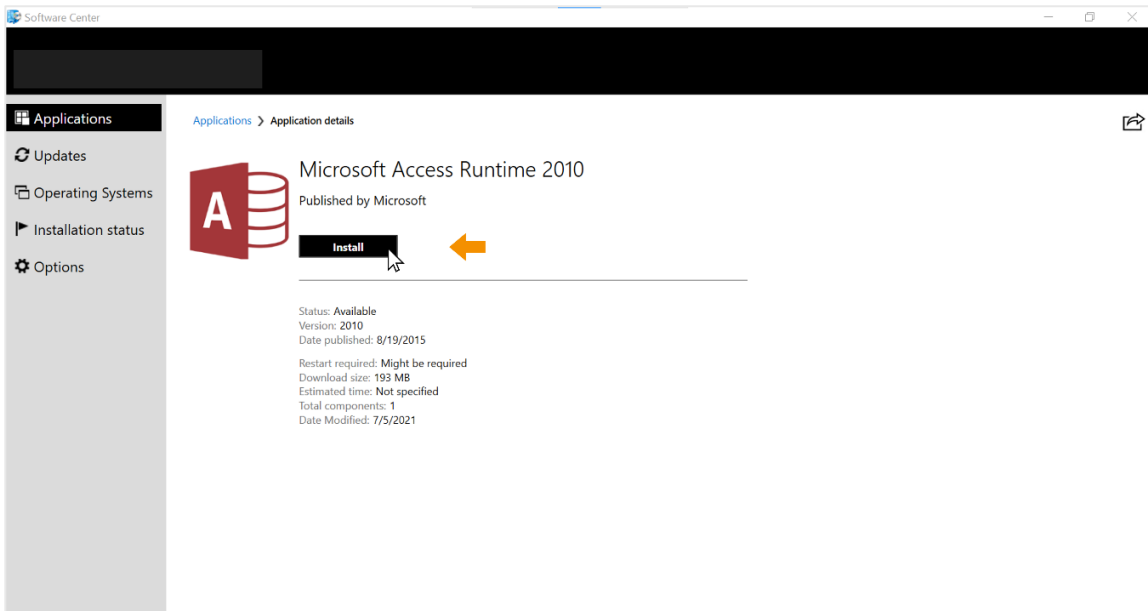 Software Center
Applications
Updates
Operating Systems
Installation status
Options
Applications ❯ Application details
A
Microsoft Access Runtime 2010
Published by Microsoft
Install
Status: Available
Version: 2010
Date published: 8/19/2015
Restart required: Might be required
Download size: 193 MB
Estimated time: Not specified
Total components: 1
Date Modified: 7/5/2021